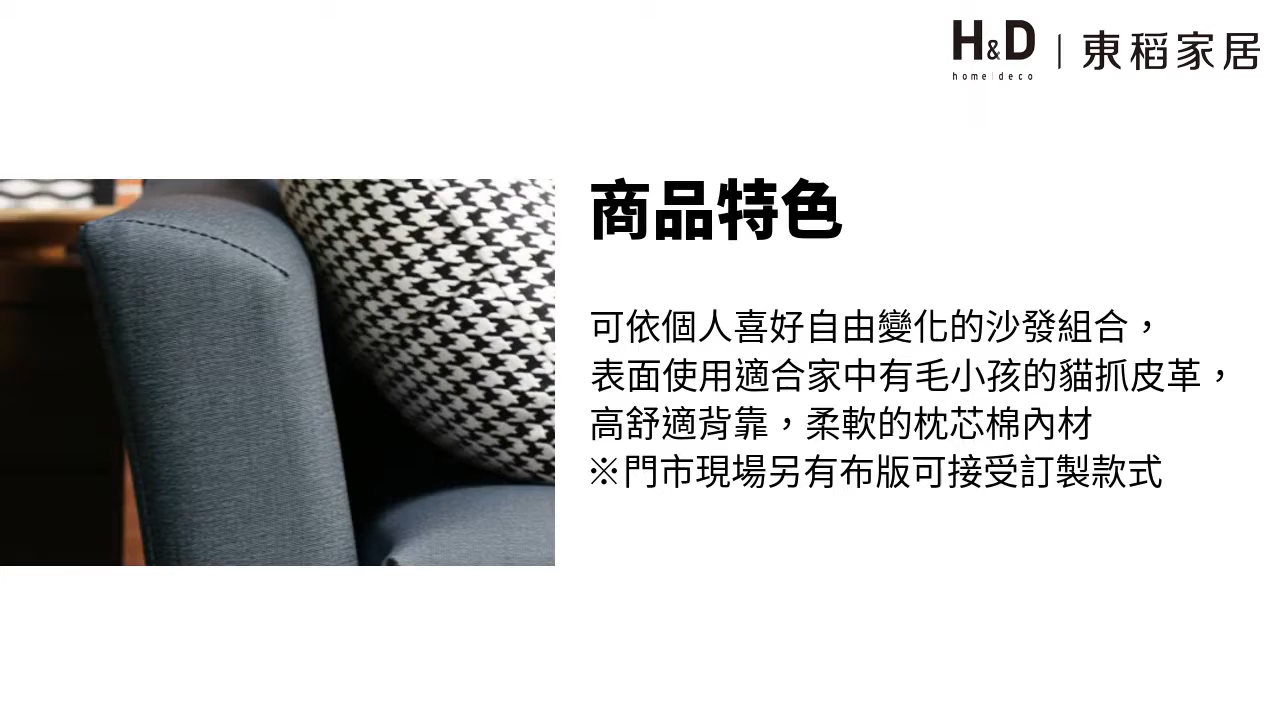 H&D | 東稻家居
home deco
商品特色
可依個人喜好自由變化的沙發組合，
表面使用適合家中有毛小孩的貓抓皮革，
高舒適背靠，柔軟的枕芯棉內材
※門市現場另有布版可接受訂製款式